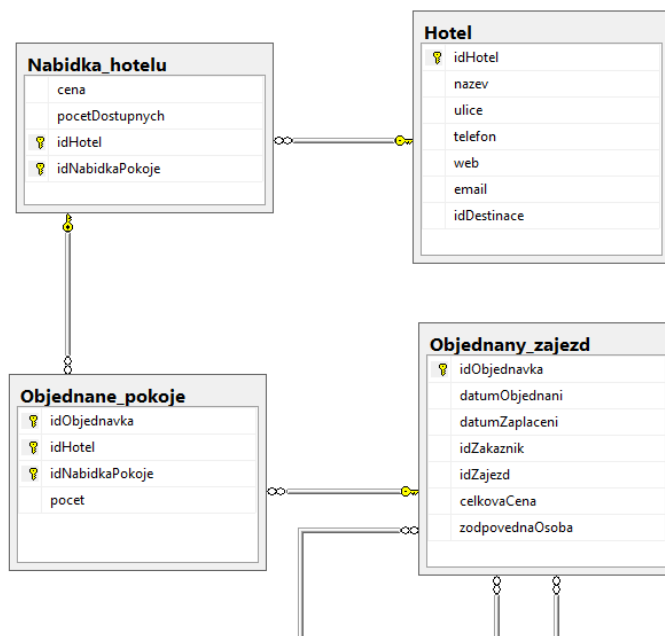 Nabidka_hotelu
cena
pocetDostupnych
idHotel
idNabidkaPokoje
Hotel
idHotel
nazev
ulice
telefon
web
email
idDestinace
Objednane_pokoje
idObjednavka
idHotel
idNabidkaPokoje
pocet
Objednany_zajezd
idObjednavka
datumObjednani
datumZaplaceni
idZakaznik
idZajezd
celkovaCena
zodpovednaOsoba